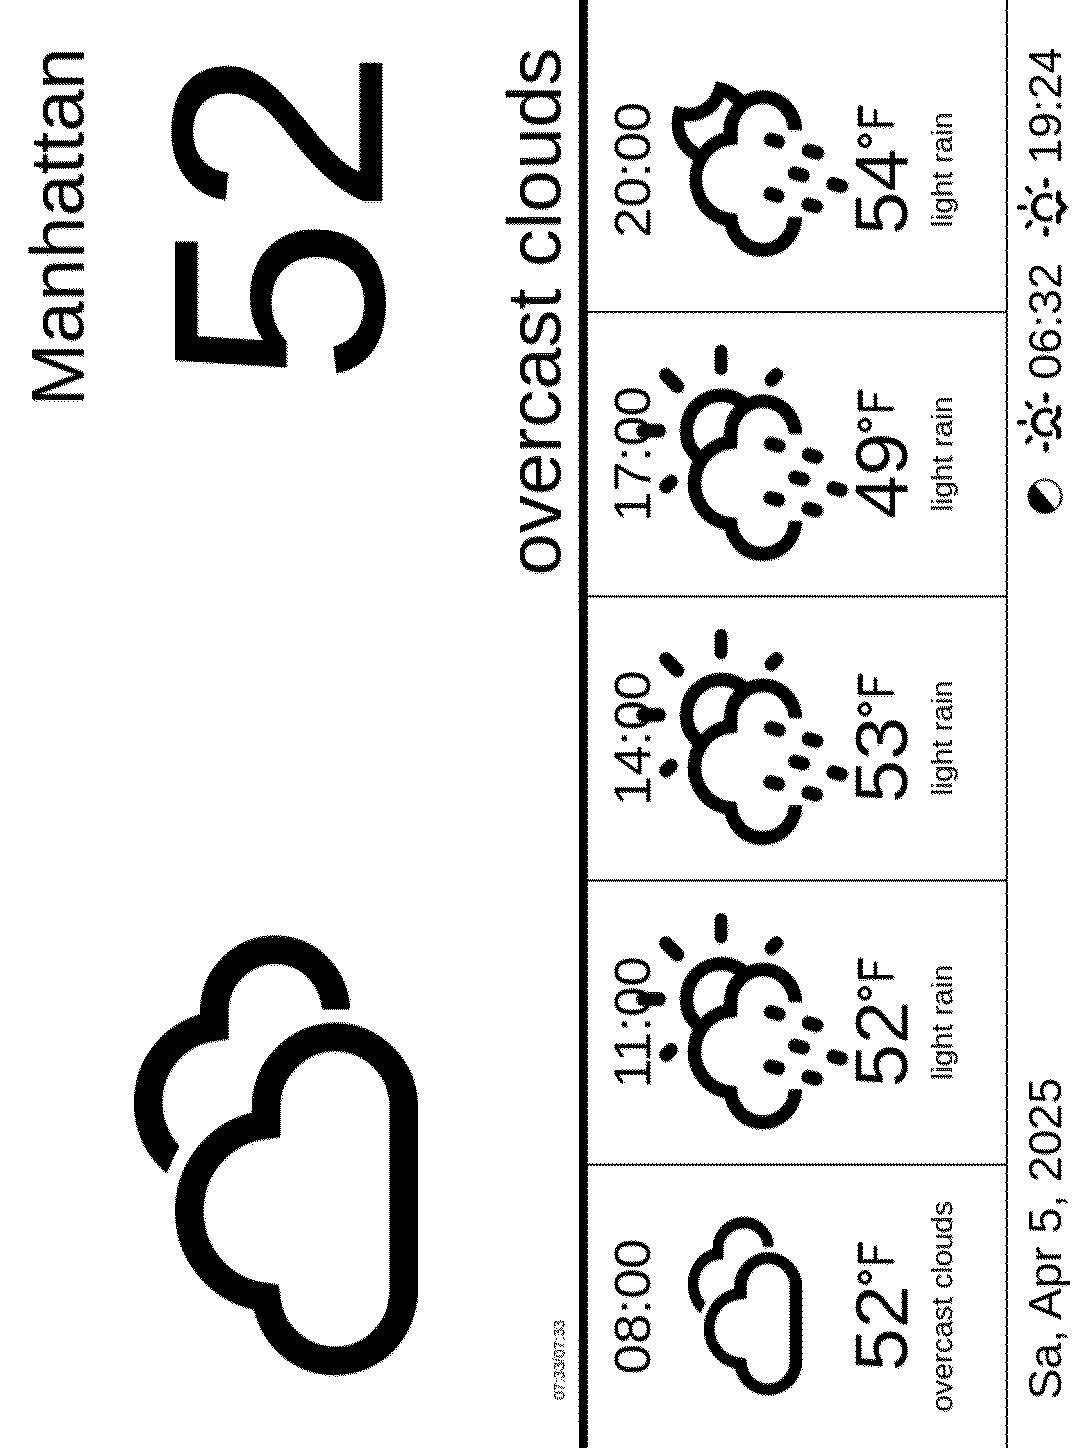 Manhattan
52
overcast clouds
07:33/07:33
08:00
52°F
overcast clouds
11:00
52°F
light rain
14:00
53°F
light rain
17:00
49°F
light rain
20:00
54°F
light rain
Sa, Apr 5, 2025
06:32
19:24